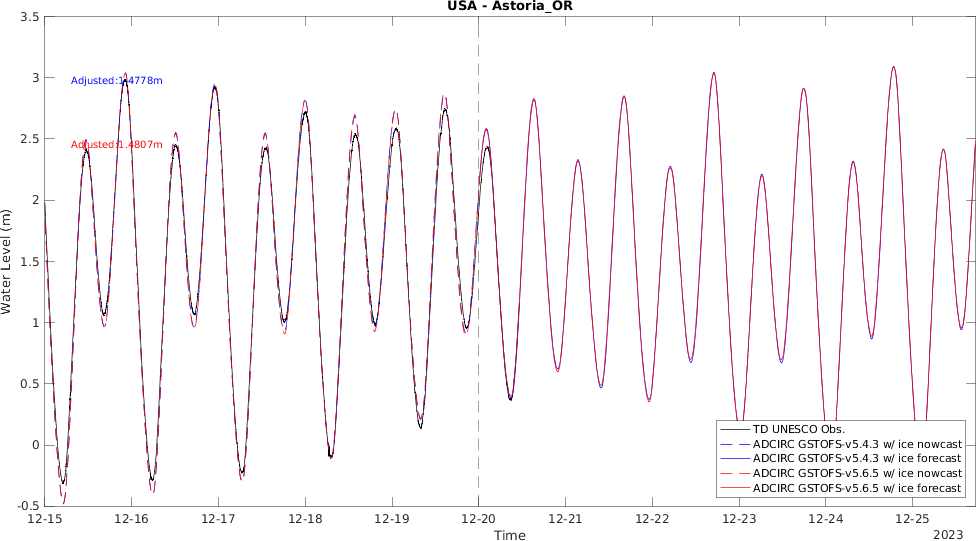 USA - Astoria_OR
3.5
3
2.5
2
1.5
1
0.5
0
-0.5
Water Level (m)
Adjusted:1.4778m
Adjusted:1.4807m
TD UNESCO Obs.
ADCIRC GSTOFS-v5.4.3 w/ ice nowcast
ADCIRC GSTOFS-v5.4.3 w/ ice forecast
ADCIRC GSTOFS-v5.6.5 w/ ice nowcast
ADCIRC GSTOFS-v5.6.5 w/ ice forecast
12-15 12-16 12-17 12-18 12-19 12-20 12-21 12-22 12-23 12-24 12-25
Time
2023